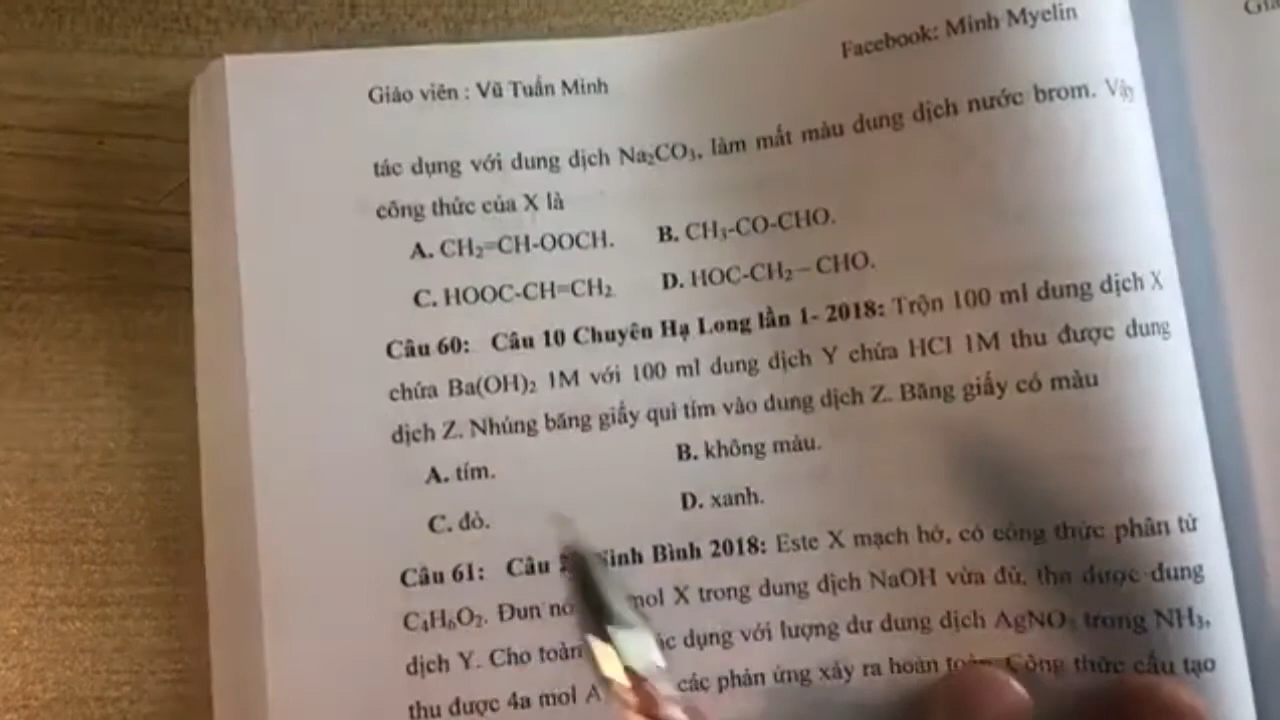 Giáo viên : Vũ Tuấn Minh
Facebook: Minh Myelin
tác dụng với dung dịch Na₂CO₃, làm mất màu dung dịch nước brom. Vậy
công thức của X là
A. CH₂=CH-OOCH.
B. CH₃-CO-CHO.
C. HOOC-CH=CH₂
D. HOC-CH₂ – CHO.
Câu 60: Câu 10 Chuyên Hạ Long lần 1- 2018: Trộn 100 ml dung dịch X
chứa Ba(OH)₂ 1M với 100 ml dung dịch Y chứa HCl 1M thu được dung
dịch Z. Nhúng băng giấy quì tím vào dung dịch Z. Băng giấy có màu
A. tím.
B. không màu.
C. đỏ.
D. xanh.
Câu 61: Câu Ninh Bình 2018: Este X mạch hở, có công thức phân tử
C₄H₆O₂. Đun mol X trong dung dịch NaOH vừa đủ, thu được dung
dịch Y. Cho toàn dụng với lượng dư dung dịch AgNO₃ trong NH₃,
thu được 4a mol các phản ứng xảy ra hoàn toàn. Công thức cấu tạo